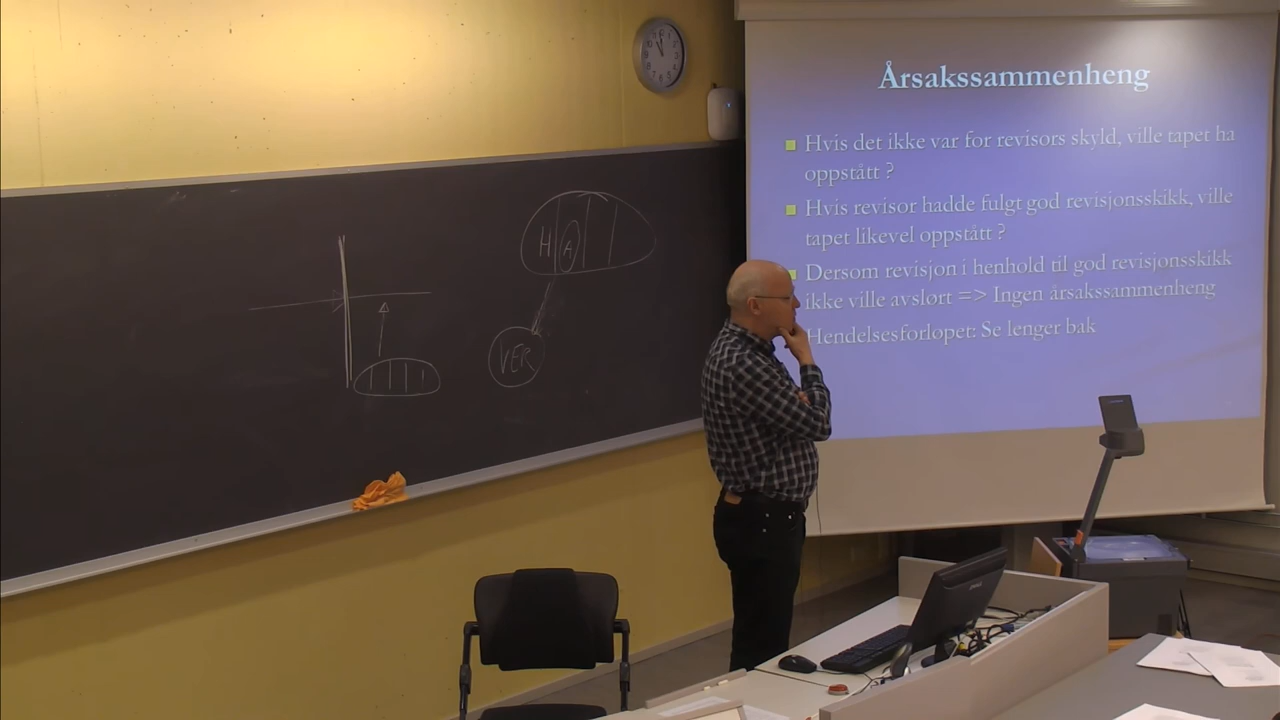 Årsakssammenheng
Hvis det ikke var for revisors skyld, ville tapet ha
oppstått ?
Hvis revisor hadde fulgt god revisjonsskikk, ville
tapet likevel oppstått ?
Dersom revisjon i henhold til god revisjonsskikk
ikke ville avslørt => Ingen årsakssammenheng
Hendelsesforløpet: Se lenger bak
H A
VER